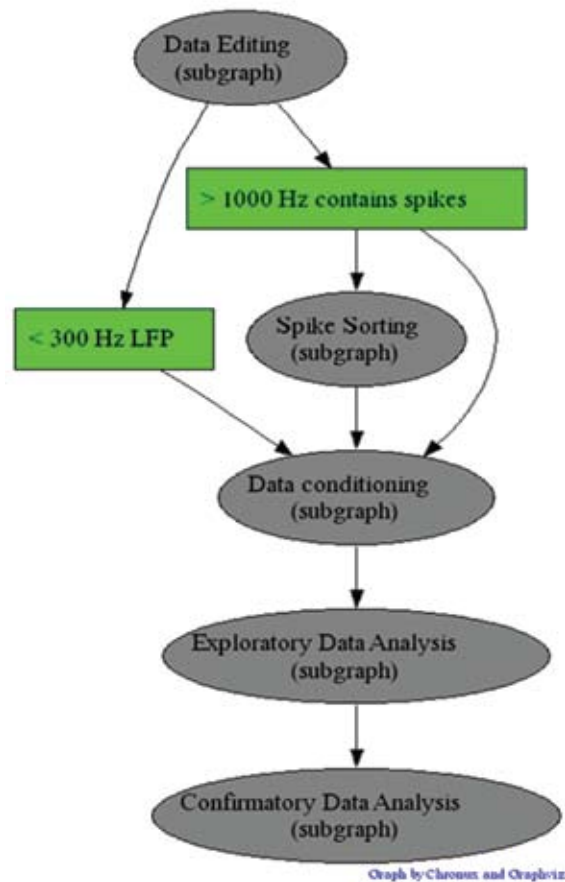 Data Editing
(subgraph)
> 1000 Hz contains spikes
Spike Sorting
(subgraph)
< 300 Hz LFP
Data conditioning
(subgraph)
Exploratory Data Analysis
(subgraph)
Confirmatory Data Analysis
(subgraph)
Graph by Chronux and Graphviz